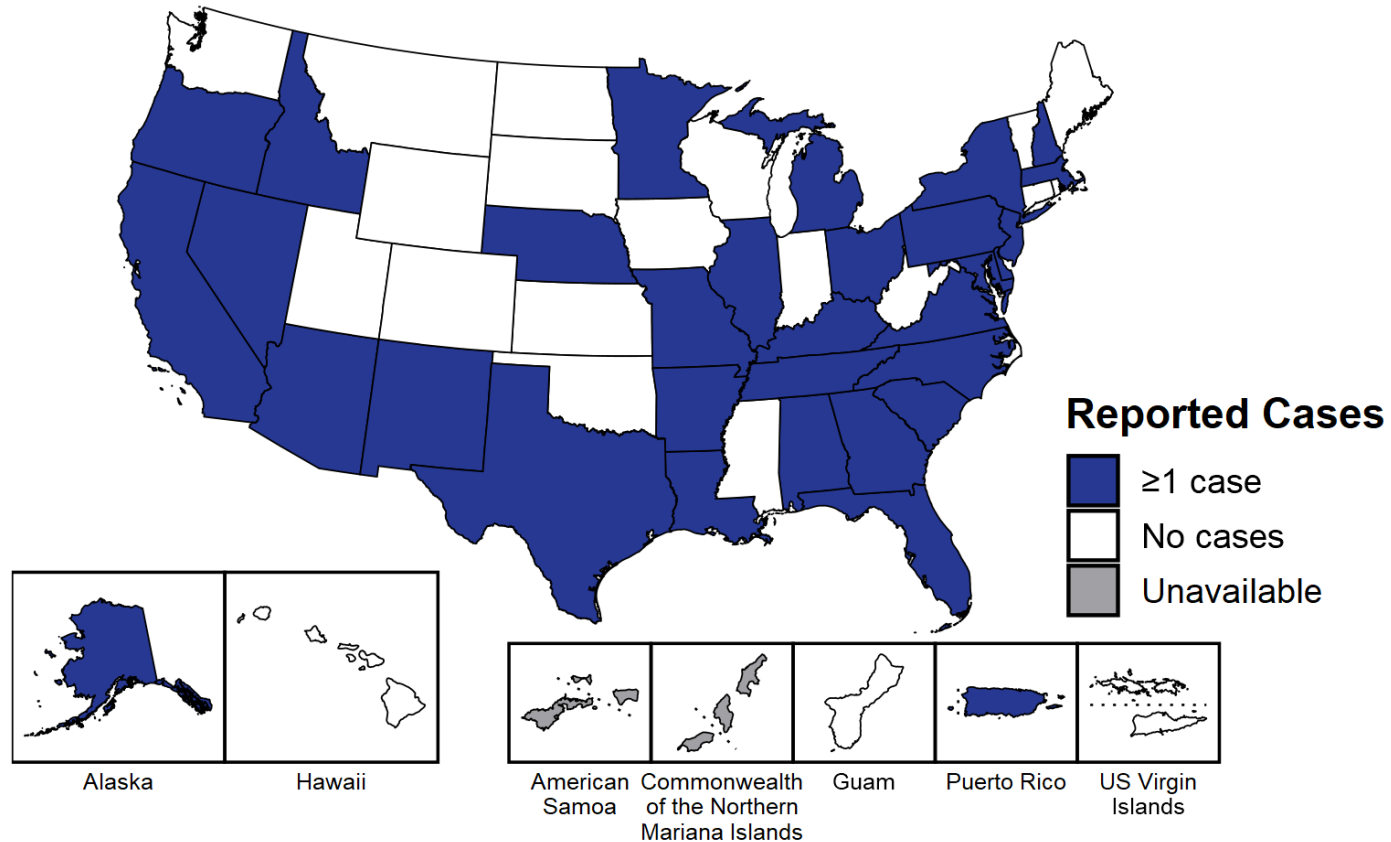 Reported Cases
≥1 case
No cases
Unavailable
Alaska
Hawaii
American
Samoa
Commonwealth
of the Northern
Mariana Islands
Guam
Puerto Rico
US Virgin
Islands